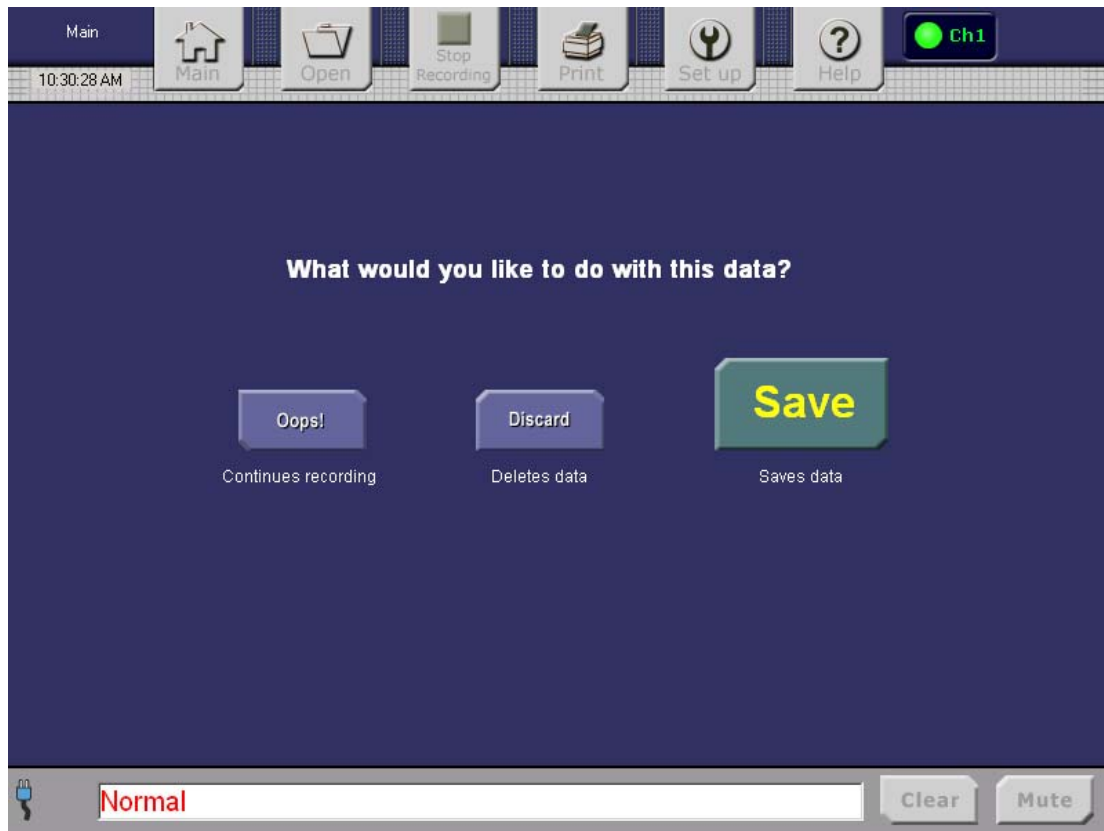 Main
10:30:28 AM
Main
Open
Stop
Recording
Print
Set up
?
Help
Ch1
What would you like to do with this data?
Oops!
Discard
Save
Continues recording
Deletes data
Saves data
Normal
Clear
Mute